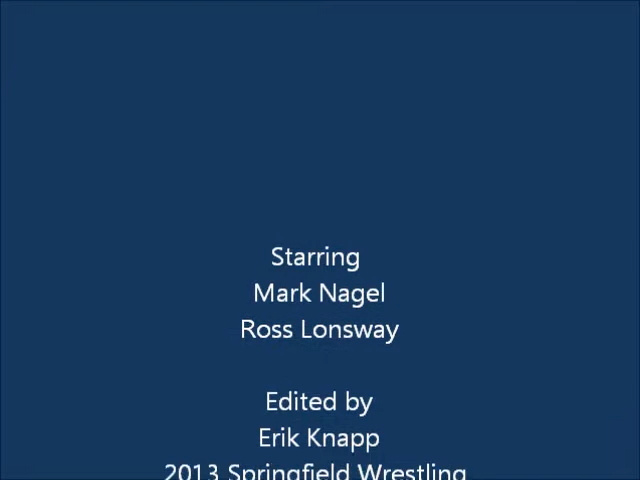 Starring
Mark Nagel
Ross Lonsway
Edited by
Erik Knapp
2013 Springfield Wrestling